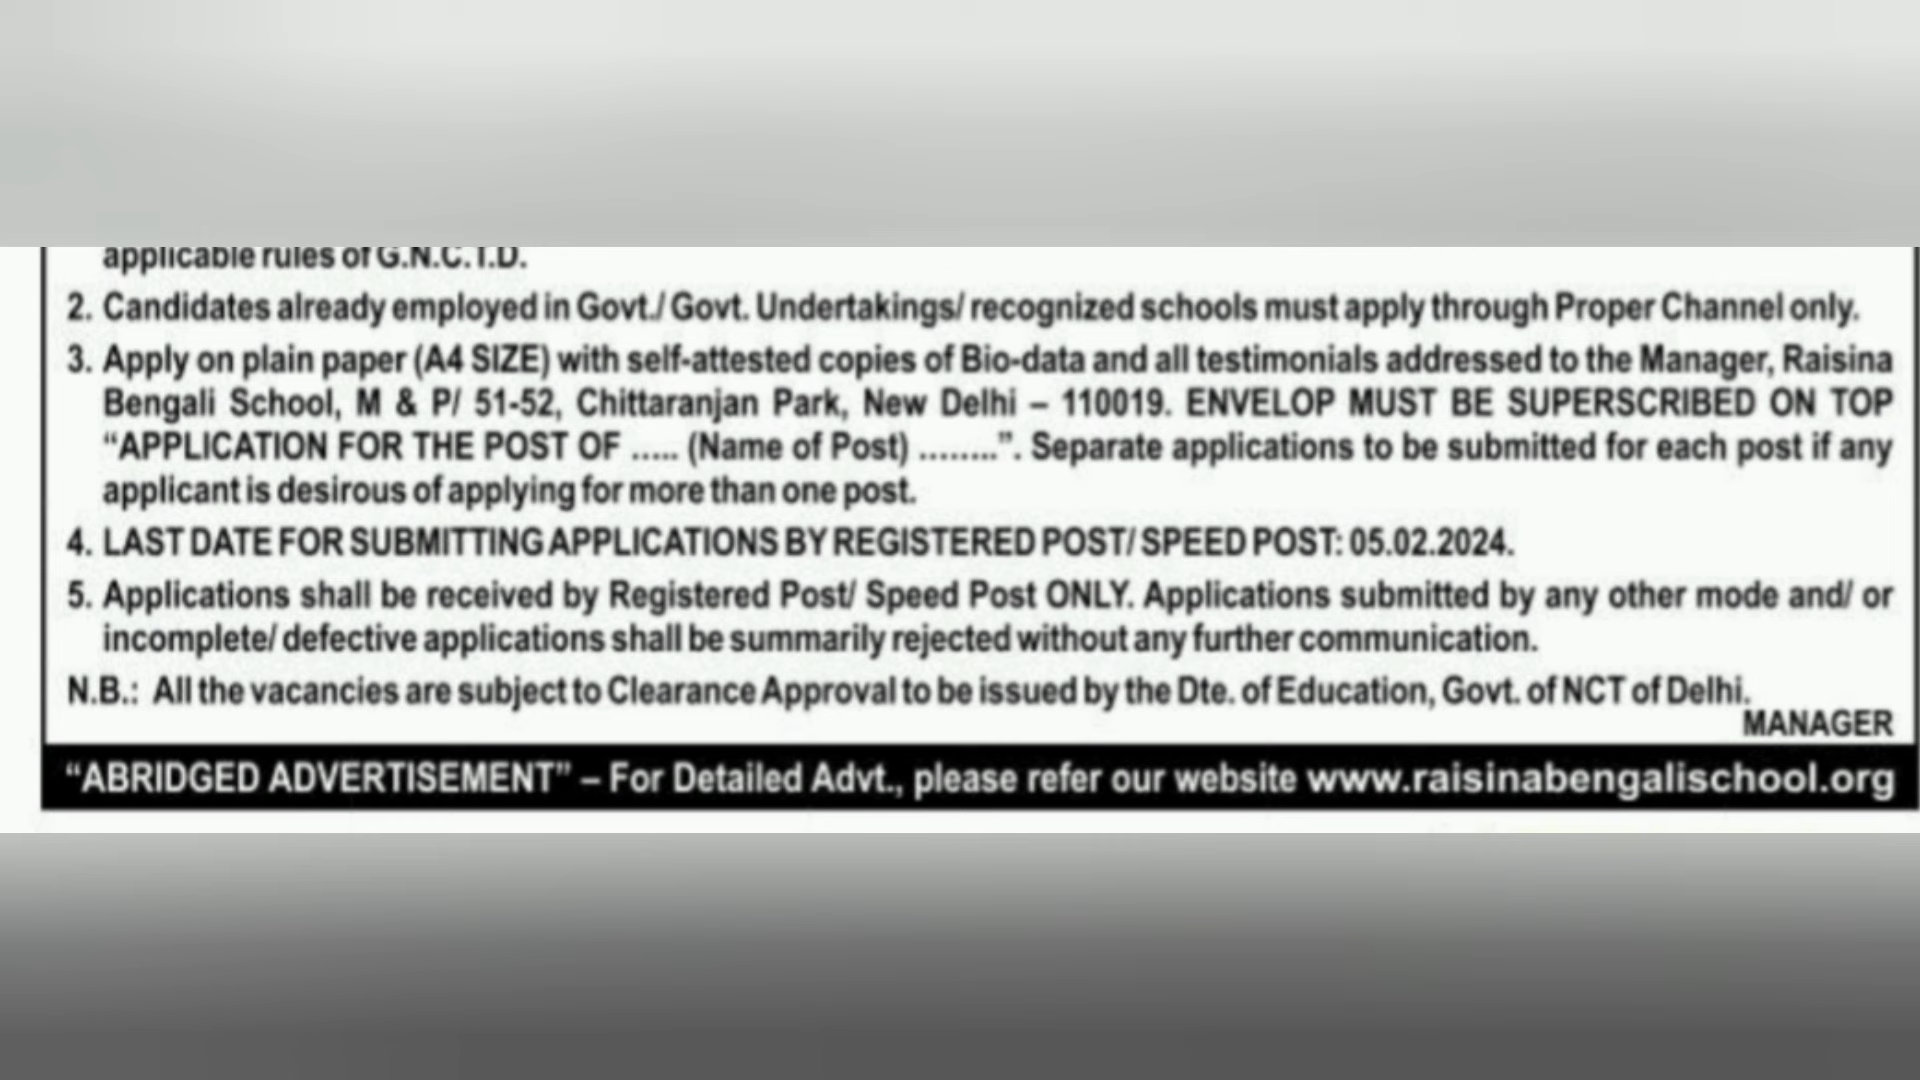 applicable rules of G.N.C.T.D.
2. Candidates already employed in Govt./ Govt. Undertakings/ recognized schools must apply through Proper Channel only.
3. Apply on plain paper (A4 SIZE) with self-attested copies of Bio-data and all testimonials addressed to the Manager, Raisina
Bengali School, M & P/ 51-52, Chittaranjan Park, New Delhi – 110019. ENVELOP MUST BE SUPERSCRIBED ON TOP
“APPLICATION FOR THE POST OF ..... (Name of Post) ........”. Separate applications to be submitted for each post if any
applicant is desirous of applying for more than one post.
4. LAST DATE FOR SUBMITTING APPLICATIONS BY REGISTERED POST/ SPEED POST: 05.02.2024.
5. Applications shall be received by Registered Post/ Speed Post ONLY. Applications submitted by any other mode and/ or
incomplete/ defective applications shall be summarily rejected without any further communication.
N.B.: All the vacancies are subject to Clearance Approval to be issued by the Dte. of Education, Govt. of NCT of Delhi.
MANAGER
“ABRIDGED ADVERTISEMENT” – For Detailed Advt., please refer our website www.raisinabengalischool.org